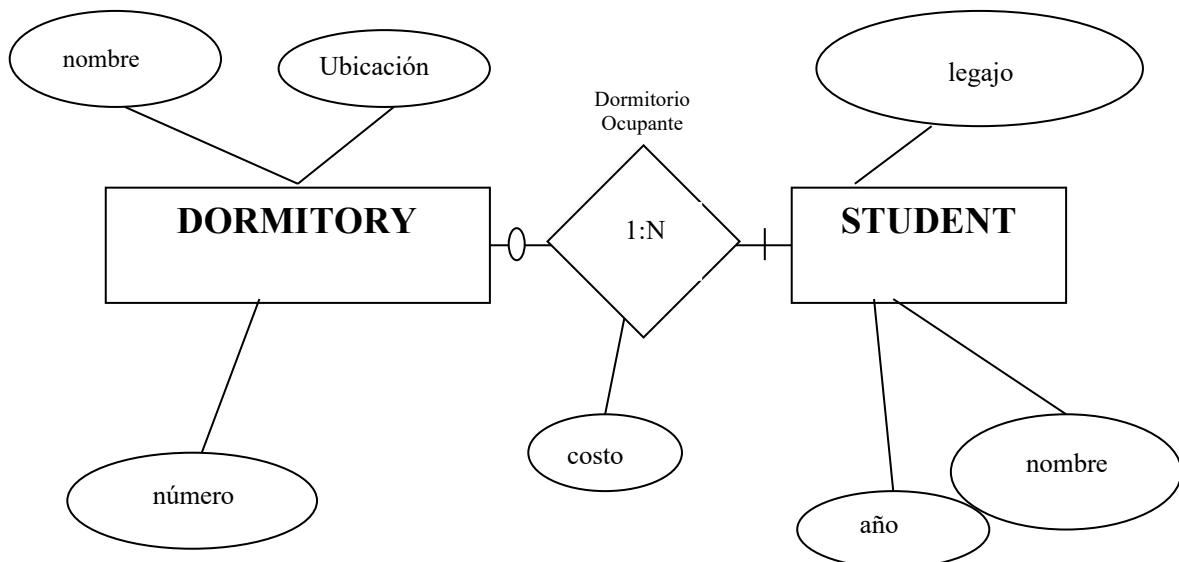 nombre
Ubicación
legajo
Dormitorio
Ocupante
DORMITORY
1:N
STUDENT
costo
nombre
número
año